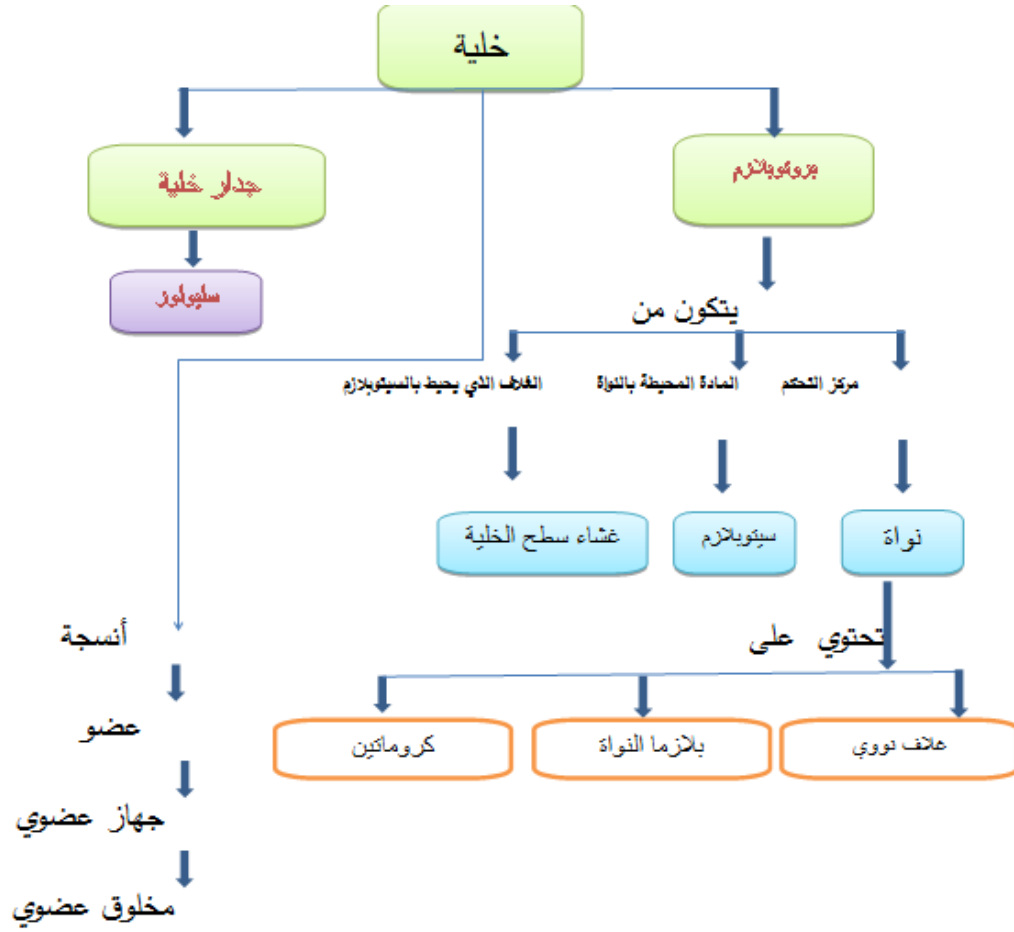 خلية
بروتوبلازم
جدار خلية
سليولوز
يتكون من
مركز التحكم
المادة المحيطة بالنواة
الغلاف الذي يحيط بالسيتوبلازم
نواة
سيتوبلازم
غشاء سطح الخلية
تحتوي على
غلاف نووي
بلازما النواة
كروماتين
أنسجة
عضو
جهاز عضوي
مخلوق عضوي